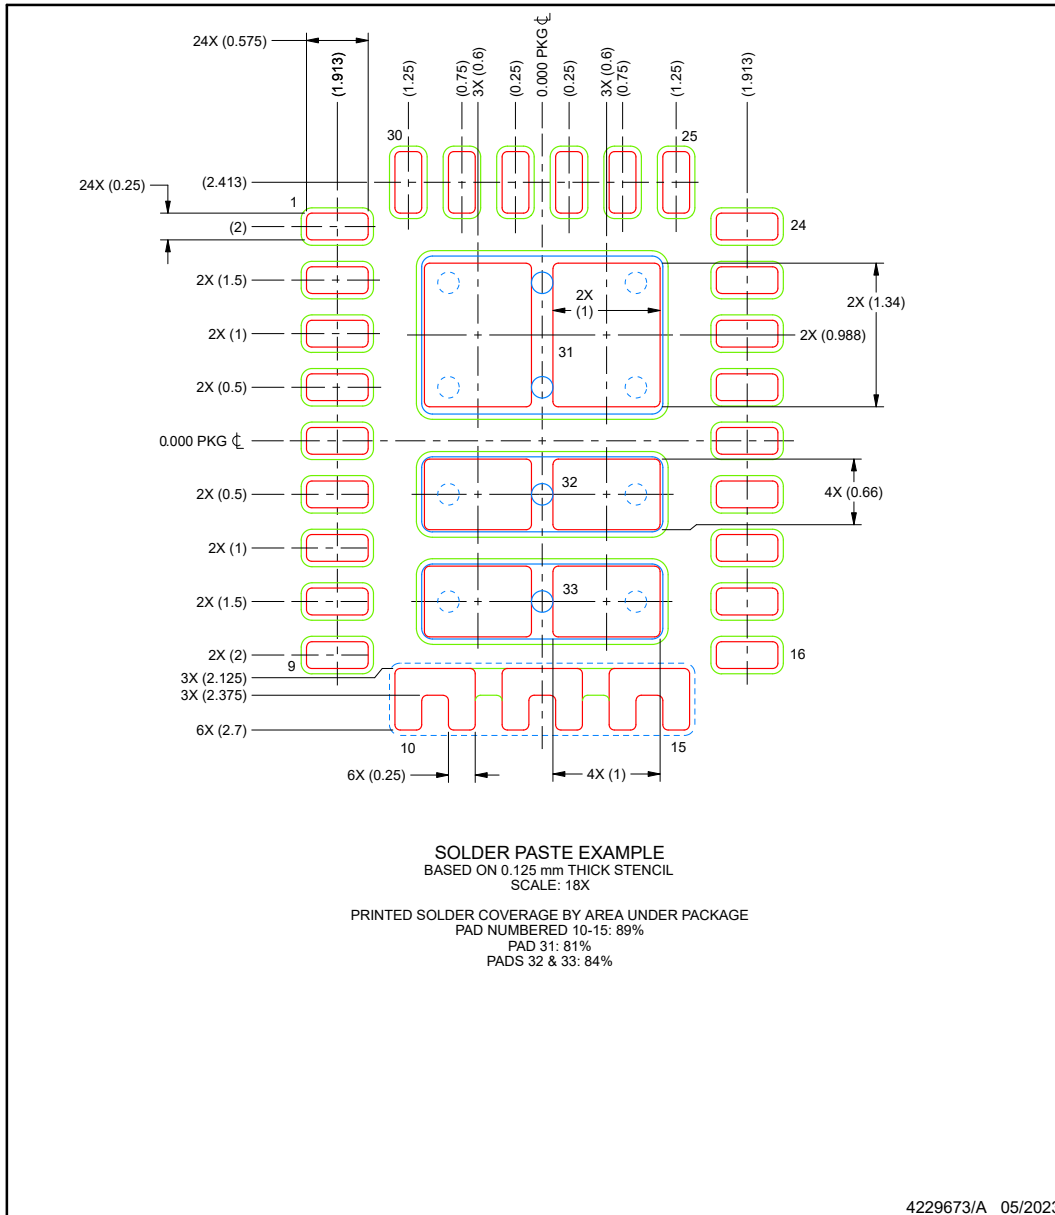 24X (0.575)
(1.913)
(1.25)
(0.75)
3X (0.6)
(0.25)
0.000 PKG ℄
(0.25)
3X (0.6)
(0.75)
(1.25)
(1.913)
30
25
24X (0.25)
(2.413)
1
(2)
24
2X (1.5)
2X
(1)
2X (1.34)
2X (1)
2X (0.988)
31
2X (0.5)
0.000 PKG ℄
2X (0.5)
32
4X (0.66)
2X (1)
2X (1.5)
33
2X (2)
9
16
3X (2.125)
3X (2.375)
6X (2.7)
10
15
6X (0.25)
4X (1)
SOLDER PASTE EXAMPLE
BASED ON 0.125 mm THICK STENCIL
SCALE: 18X
PRINTED SOLDER COVERAGE BY AREA UNDER PACKAGE
PAD NUMBERED 10-15: 89%
PAD 31: 81%
PADS 32 & 33: 84%
4229673/A 05/2023